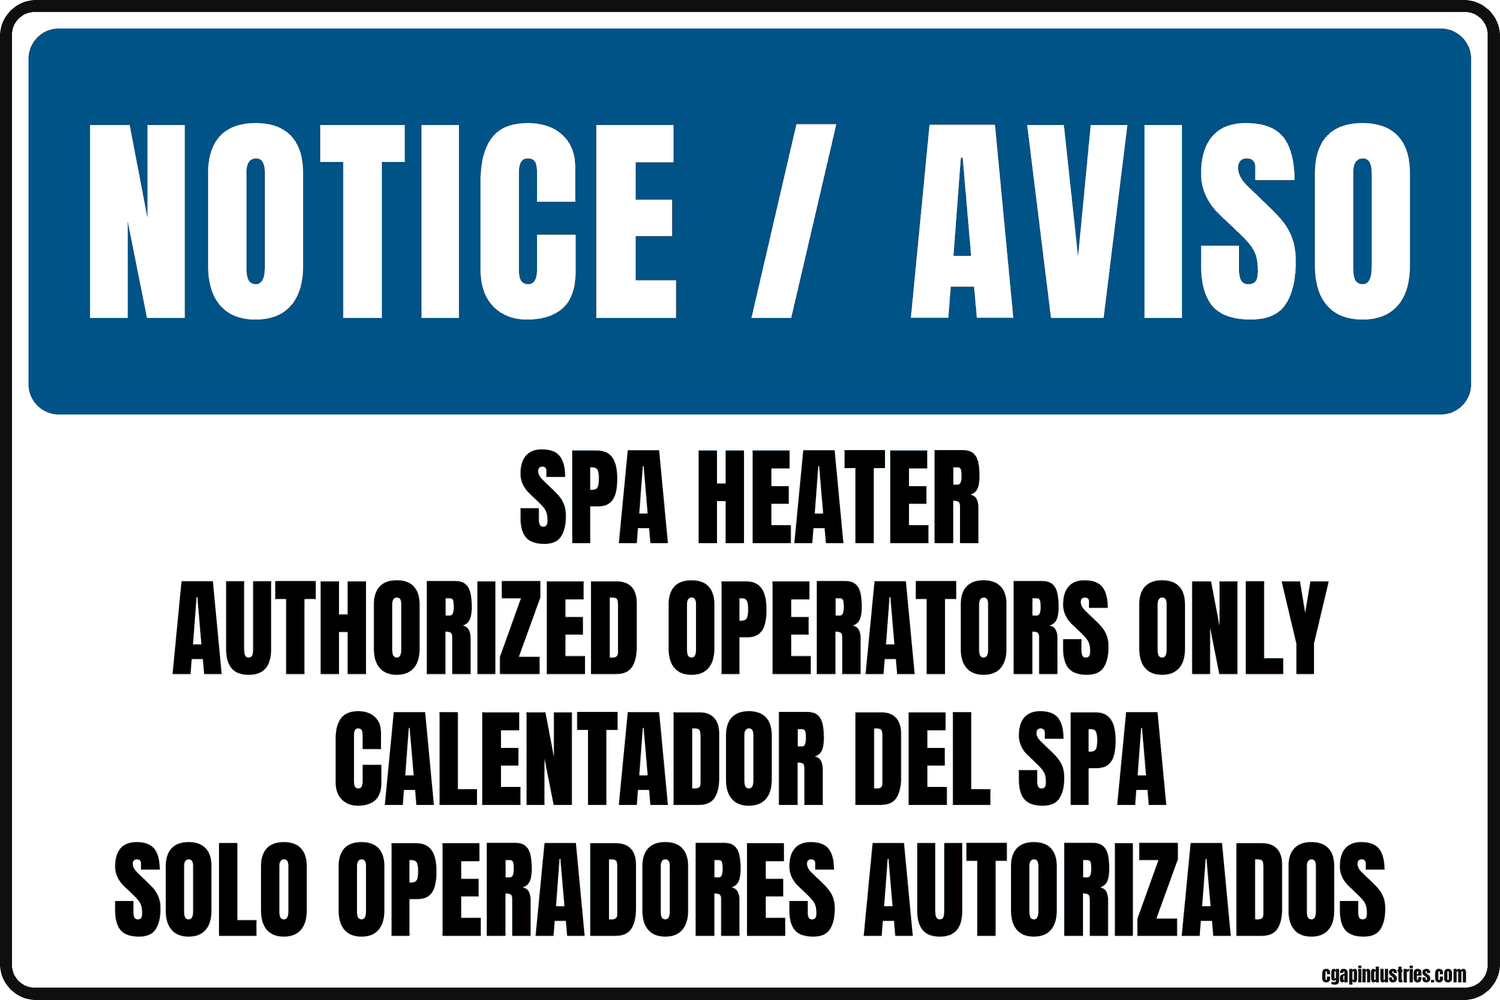 NOTICE / AVISO
SPA HEATER
AUTHORIZED OPERATORS ONLY
CALENTADOR DEL SPA
SOLO OPERADORES AUTORIZADOS
cgapindustries.com